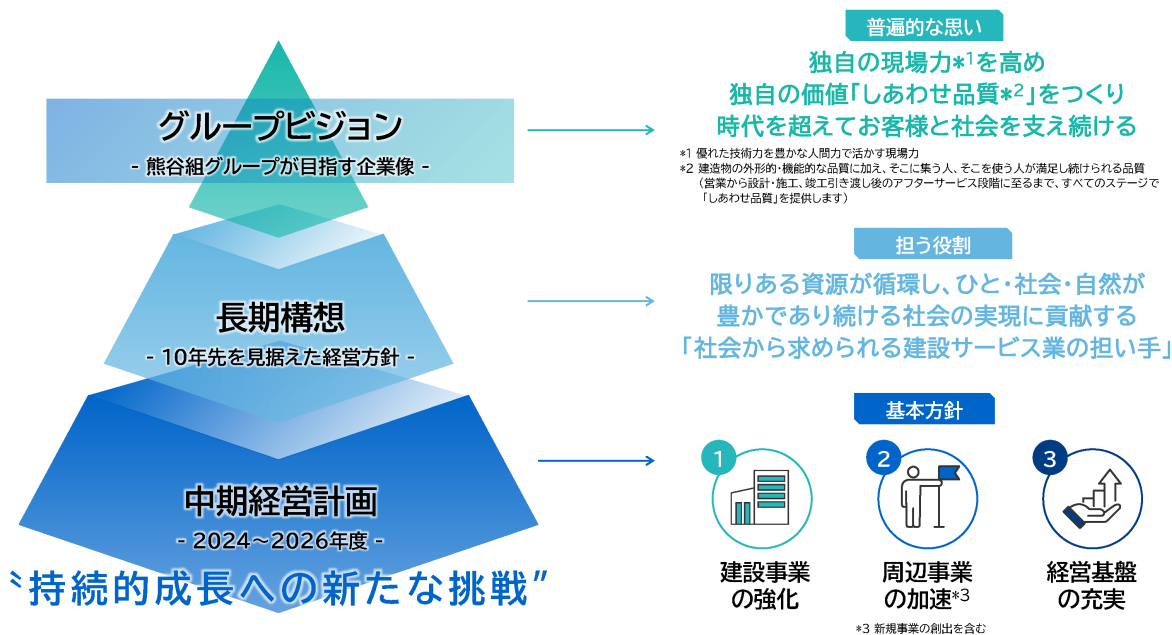 グループビジョン
- 熊谷組グループが目指す企業像 -
普遍的な思い
独自の現場力*1を高め
独自の価値「しあわせ品質*2」をつくり
時代を超えてお客様と社会を支え続ける
*1 優れた技術力を豊かな人間力で活かす現場力
*2 建造物の外形的・機能的な品質に加え、そこに集う人、そこを使う人が満足し続けられる品質
（営業から設計・施工、竣工引き渡し後のアフターサービス段階に至るまで、すべてのステージで
「しあわせ品質」を提供します）
長期構想
- 10年先を見据えた経営方針 -
担う役割
限りある資源が循環し、ひと・社会・自然が
豊かであり続ける社会の実現に貢献する
「社会から求められる建設サービス業の担い手」
中期経営計画
- 2024～2026年度 -
〝持続的成長への新たな挑戦”
基本方針
1
建設事業
の強化
2
周辺事業
の加速*3
*3 新規事業の創出を含む
3
経営基盤
の充実